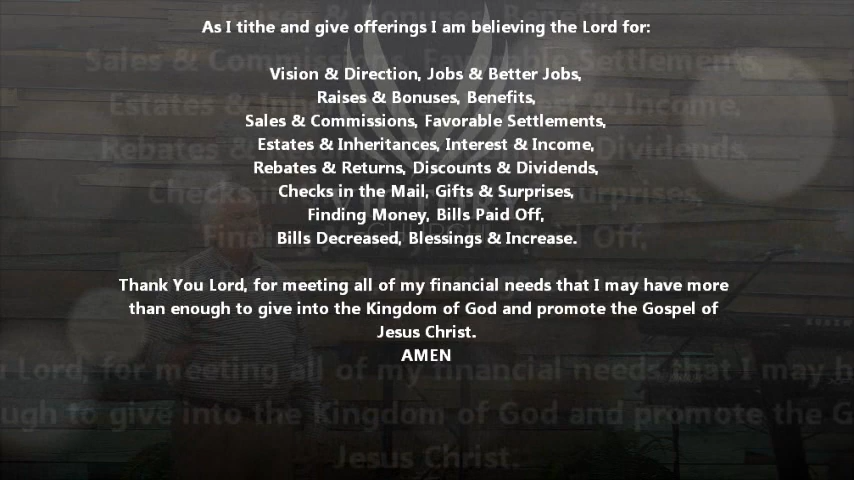 As I tithe and give offerings I am believing the Lord for:
Vision & Direction, Jobs & Better Jobs,
Raises & Bonuses, Benefits,
Sales & Commissions, Favorable Settlements,
Estates & Inheritances, Interest & Income,
Rebates & Returns, Discounts & Dividends,
Checks in the Mail, Gifts & Surprises,
Finding Money, Bills Paid Off,
Bills Decreased, Blessings & Increase.
Thank You Lord, for meeting all of my financial needs that I may have more
than enough to give into the Kingdom of God and promote the Gospel of
Jesus Christ.
AMEN